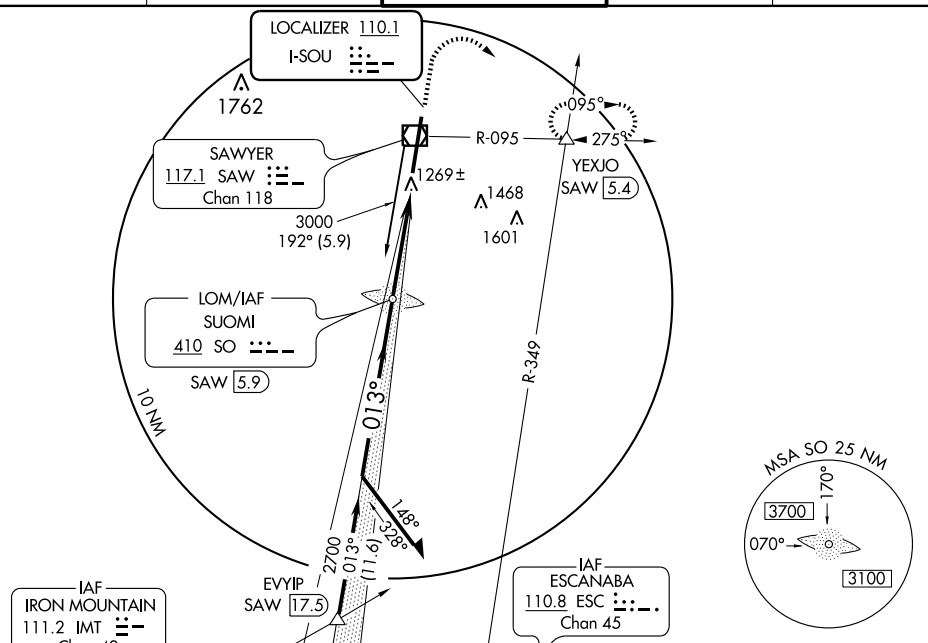 LOCALIZER 110.1
I-SOU
1762
SAWYER
117.1 SAW
Chan 118
R-095
095°
275°
YEXJO
SAW 5.4
1269 ±
1468
1601
3000
192° (5.9)
LOM/IAF
SUOMI
410 SO
SAW 5.9
10 NM
013°
R-349
148°
328°
2700
013°
(11.6)
EVYIP
SAW 17.5
IAF
IRON MOUNTAIN
111.2 IMT
IAF
ESCANABA
110.8 ESC
Chan 45
MSA SO 25 NM
170°
3700
070°
3100